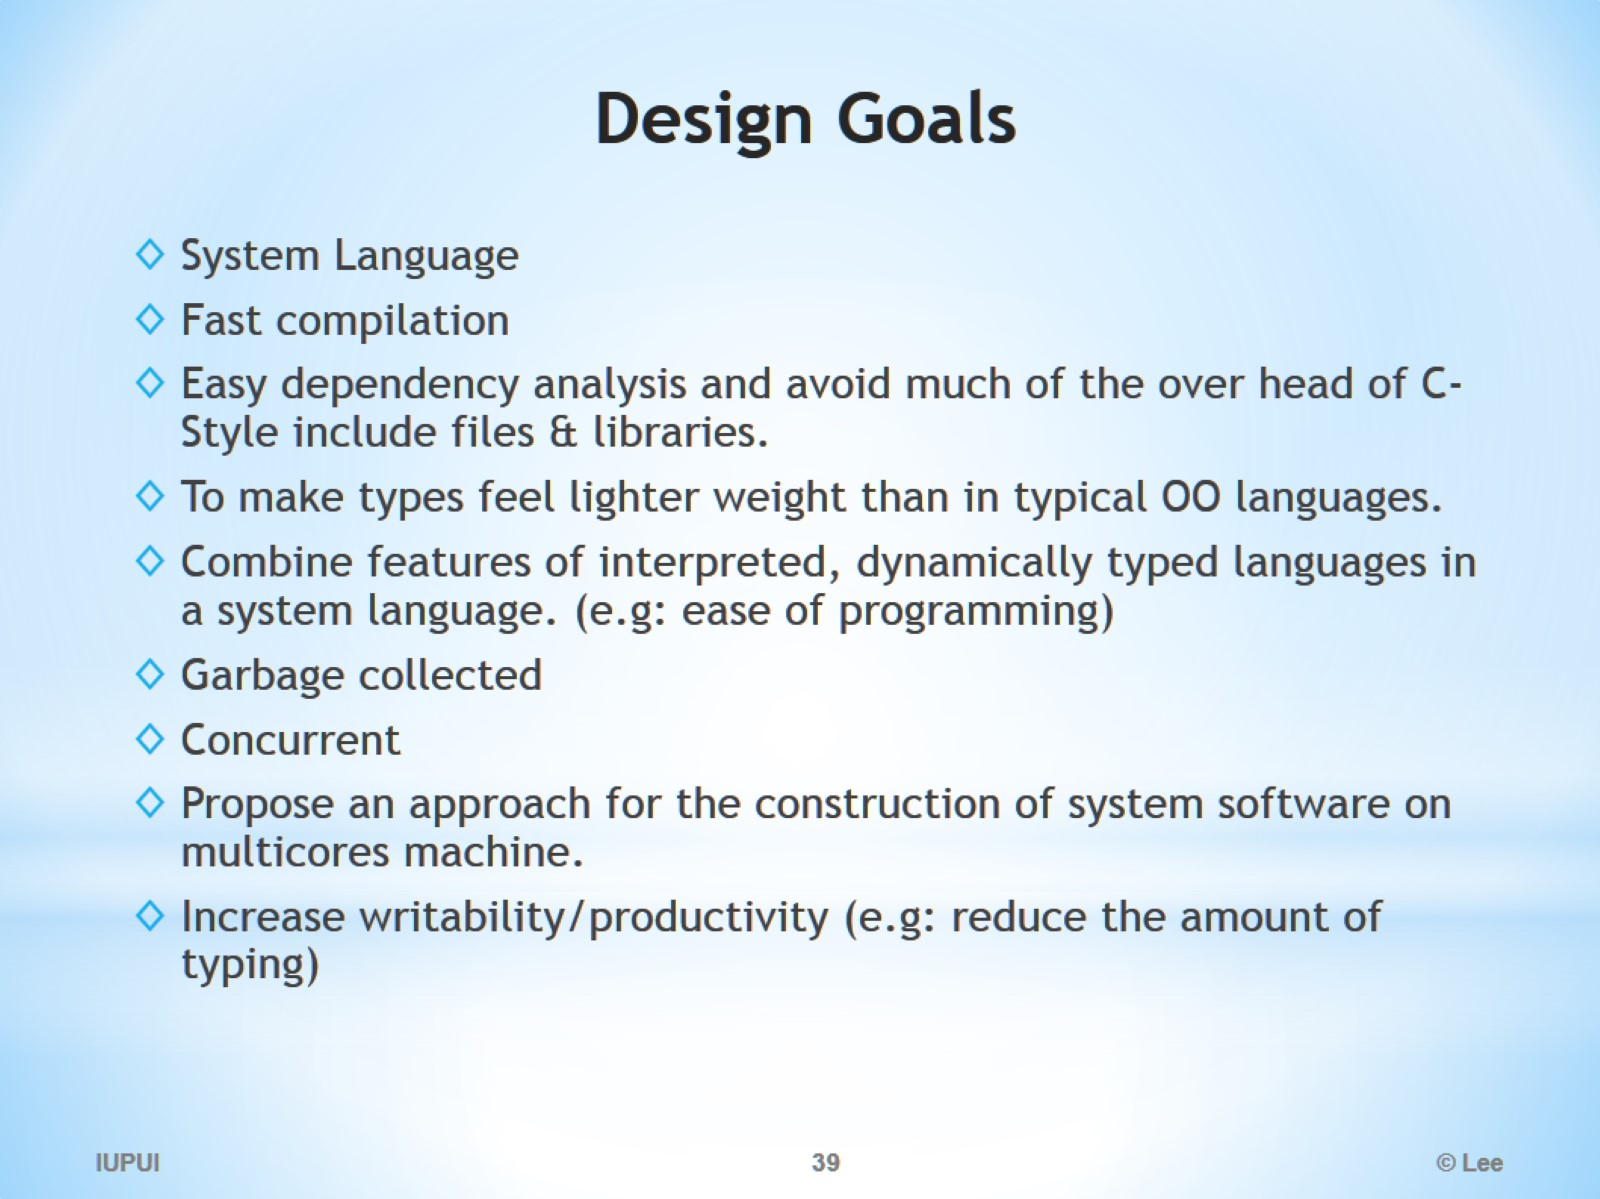 Design Goals
System Language
Fast compilation
Easy dependency analysis and avoid much of the over head of C-
Style include files & libraries.
To make types feel lighter weight than in typical OO languages.
Combine features of interpreted, dynamically typed languages in
a system language. (e.g: ease of programming)
Garbage collected
Concurrent
Propose an approach for the construction of system software on
multicores machine.
Increase writability/productivity (e.g: reduce the amount of
typing)
IUPUI
39
© Lee